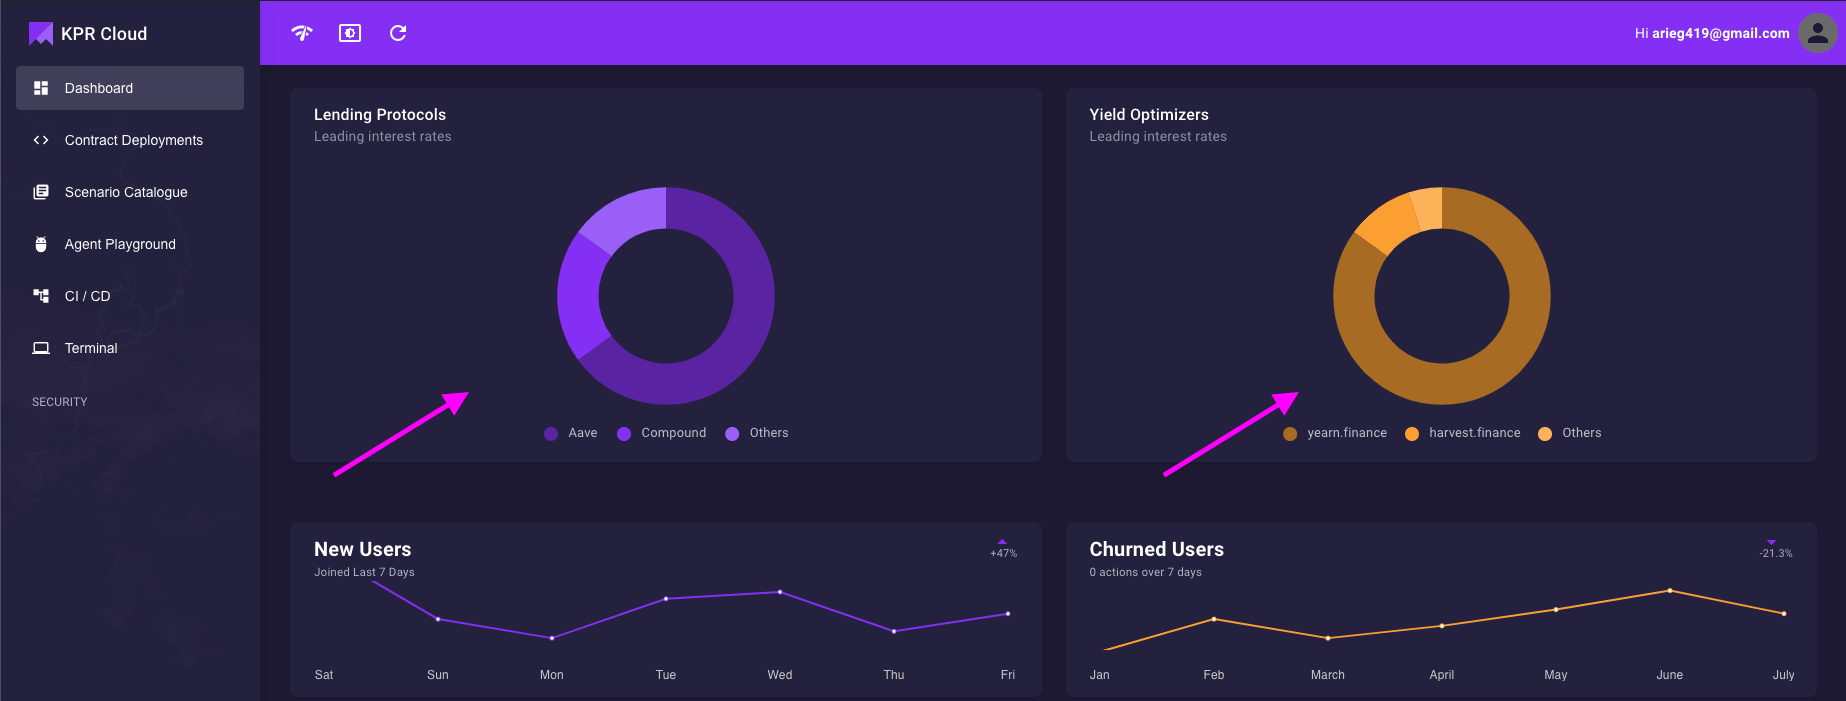 KPR Cloud
Hi arieg419@gmail.com
Dashboard
Contract Deployments
Scenario Catalogue
Agent Playground
CI / CD
Terminal
SECURITY
Lending Protocols
Leading interest rates
Aave Compound Others
Yield Optimizers
Leading interest rates
yearn.finance harvest.finance Others
New Users
+47%
Joined Last 7 Days
Sat Sun Mon Tue Wed Thu Fri
Churned Users
-21.3%
0 actions over 7 days
Jan Feb March April May June July